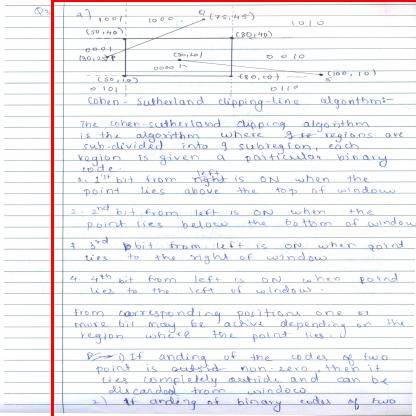 Q3
a)
1001 1000 Q (75,45) 1010
(50,40) (80,40)
0001
(30,25) P (50,20) 0010
0000 R
(50,10) (80,10) (100,10)
S
0101 0110
Cohen-Sutherland clipping-line algorithm:-
The cohen-sutherland clipping algorithm
is the algorithm where regions are
sub-divided into 9 subregion, each
region is given a particular binary
code.
1. 1st bit from right left is ON when the
point lies above the top of window
2. 2nd bit from left is ON when the
point lies below the bottom of window
3. 3rd bit from left is ON when point
lies to the right of window
4. 4th bit from left is ON when point
lies to the left of window.
From corresponding positions one or
more bit may be active depending on the
region where the point lies.
1) If anding of the codes of two
point is outsid non-zero, then it
lies completely outside and can be
discarded from window
2) If anding of binary codes of two